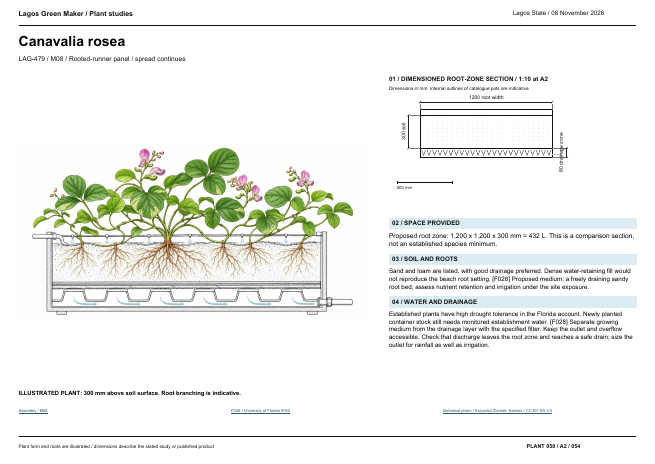 Lagos Green Maker / Plant studies
Lagos State / 08 November 2026
Canavalia rosea
LAG-479 / M08 / Rooted-runner panel / spread continues
01 / DIMENSIONED ROOT-ZONE SECTION / 1:10 at A2
Dimensions in mm. Internal outlines of catalogue pots are indicative.
1200 root width
300 soil
80 drainage zone
500 mm
02 / SPACE PROVIDED
Proposed root zone: 1,200 x 1,200 x 300 mm = 432 L. This is a comparison section,
not an established species minimum.
03 / SOIL AND ROOTS
Sand and loam are listed, with good drainage preferred. Dense water-retaining fill would
not reproduce the beach root setting. [F028] Proposed medium: a freely draining sandy
root bed; assess nutrient retention and irrigation under the site exposure.
04 / WATER AND DRAINAGE
Established plants have high drought tolerance in the Florida account. Newly planted
container stock still needs monitored establishment water. [F028] Separate growing
medium from the drainage layer with the specified filter. Keep the outlet and overflow
accessible. Check that discharge leaves the root zone and reaches a safe drain; size the
outlet for rainfall as well as irrigation.
ILLUSTRATED PLANT: 300 mm above soil surface. Root branching is indicative.
Assembly / M08
F028 / University of Florida IFAS
Botanical photo / Krzysztof Ziarnek, Kenraiz / CC BY-SA 4.0
Plant form and roots are illustrated / dimensions describe the stated study or published product
PLANT 050 / A2 / 054